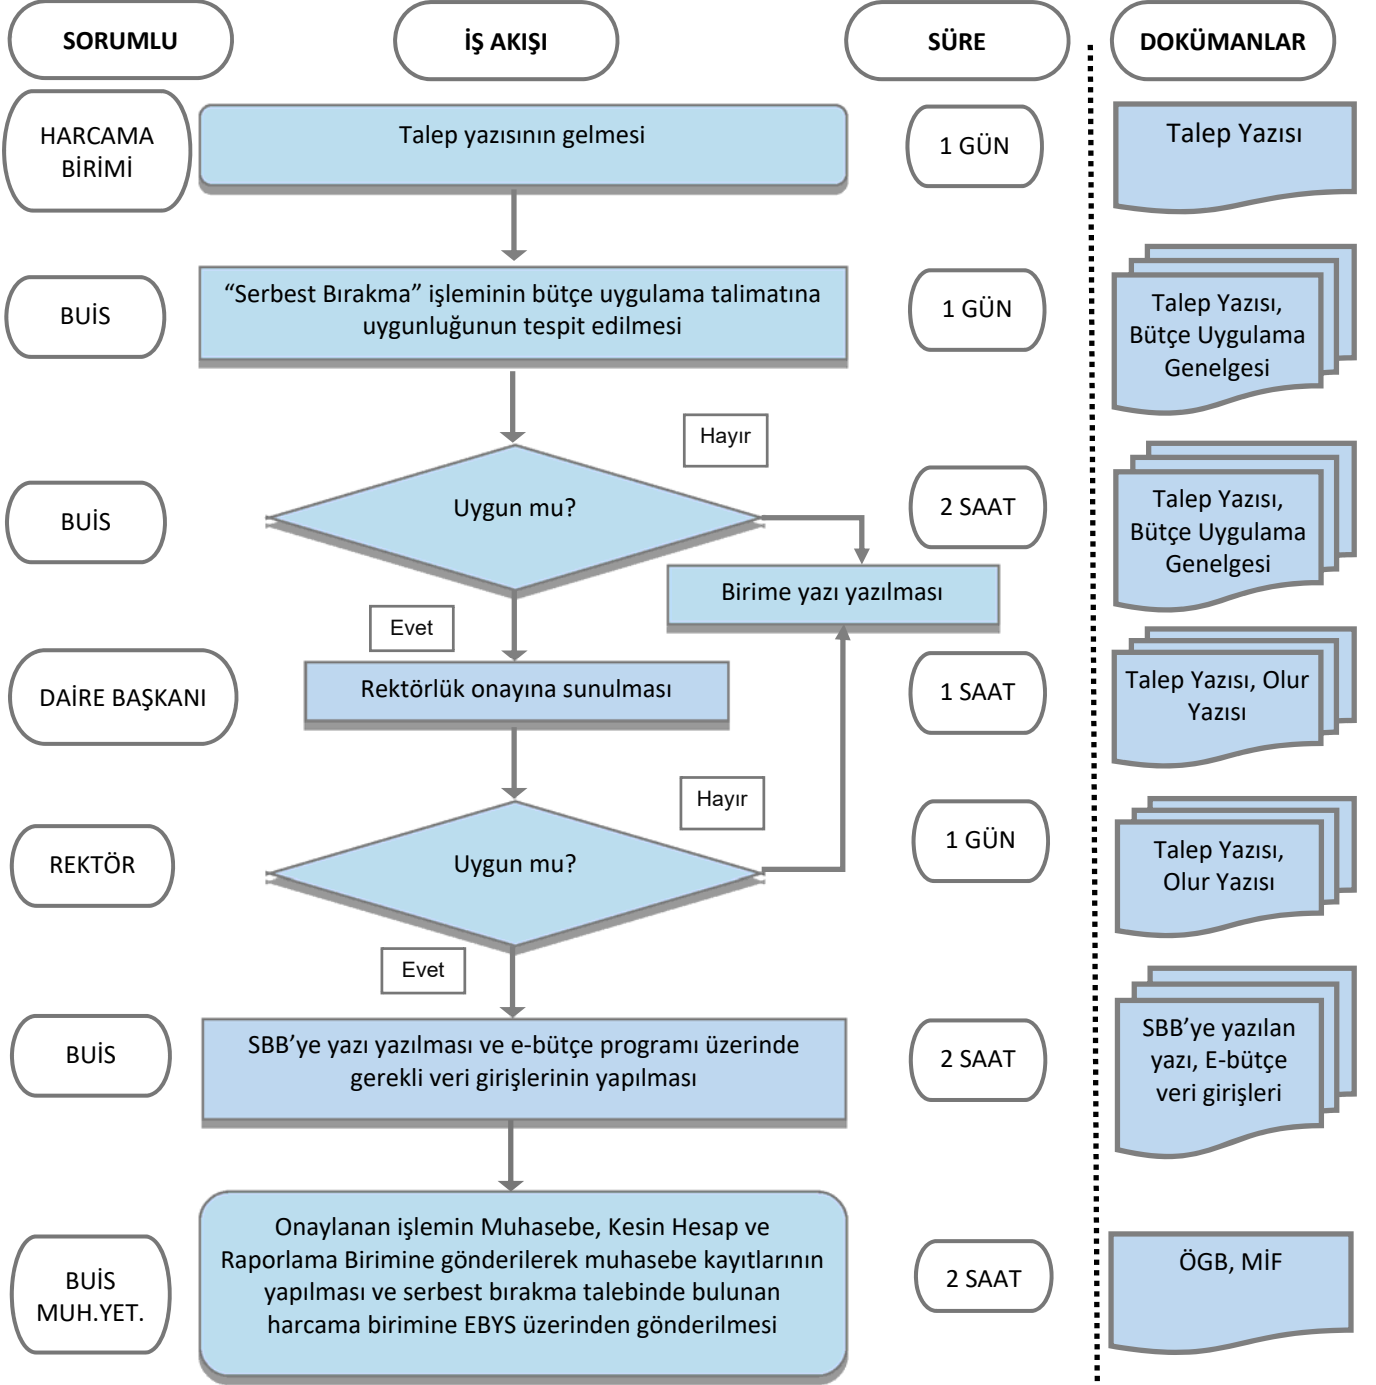 SORUMLU
İŞ AKIŞI
SÜRE
DOKÜMANLAR
HARCAMA
BİRİMİ
Talep yazısının gelmesi
1 GÜN
Talep Yazısı
BUİS
“Serbest Bırakma” işleminin bütçe uygulama talimatına
uygunluğunun tespit edilmesi
1 GÜN
Talep Yazısı,
Bütçe Uygulama
Genelgesi
Hayır
BUİS
Uygun mu?
2 SAAT
Talep Yazısı,
Bütçe Uygulama
Genelgesi
Birime yazı yazılması
Evet
DAİRE BAŞKANI
Rektörlük onayına sunulması
1 SAAT
Talep Yazısı, Olur
Yazısı
Hayır
REKTÖR
Uygun mu?
1 GÜN
Talep Yazısı,
Olur Yazısı
Evet
BUİS
SBB’ye yazı yazılması ve e-bütçe programı üzerinde
gerekli veri girişlerinin yapılması
2 SAAT
SBB’ye yazılan
yazı, E-bütçe
veri girişleri
BUİS
MUH.YET.
Onaylanan işlemin Muhasebe, Kesin Hesap ve
Raporlama Birimine gönderilerek muhasebe kayıtlarının
yapılması ve serbest bırakma talebinde bulunan
harcama birimine EBYS üzerinden gönderilmesi
2 SAAT
ÖGB, MİF